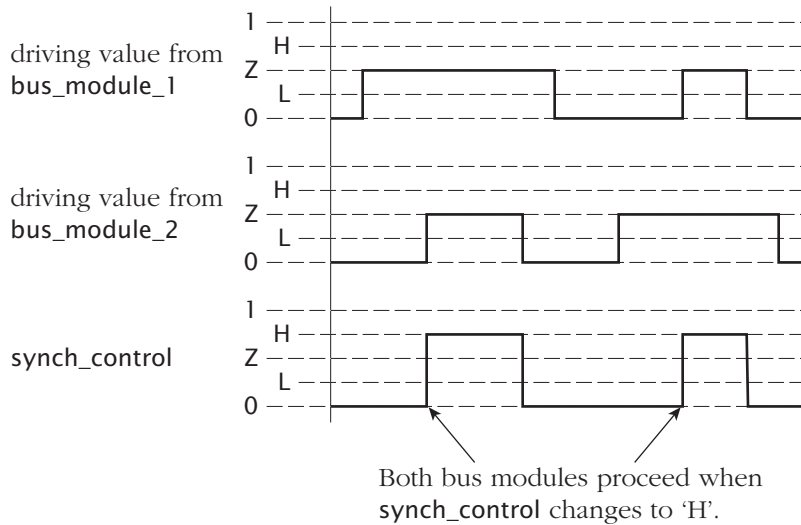 1
H
driving value from
Z
bus_module_1
L
0
1
H
driving value from
Z
bus_module_2
L
0
1
H
synch_control
Z
L
0
Both bus modules proceed when
synch_control changes to ‘H’.